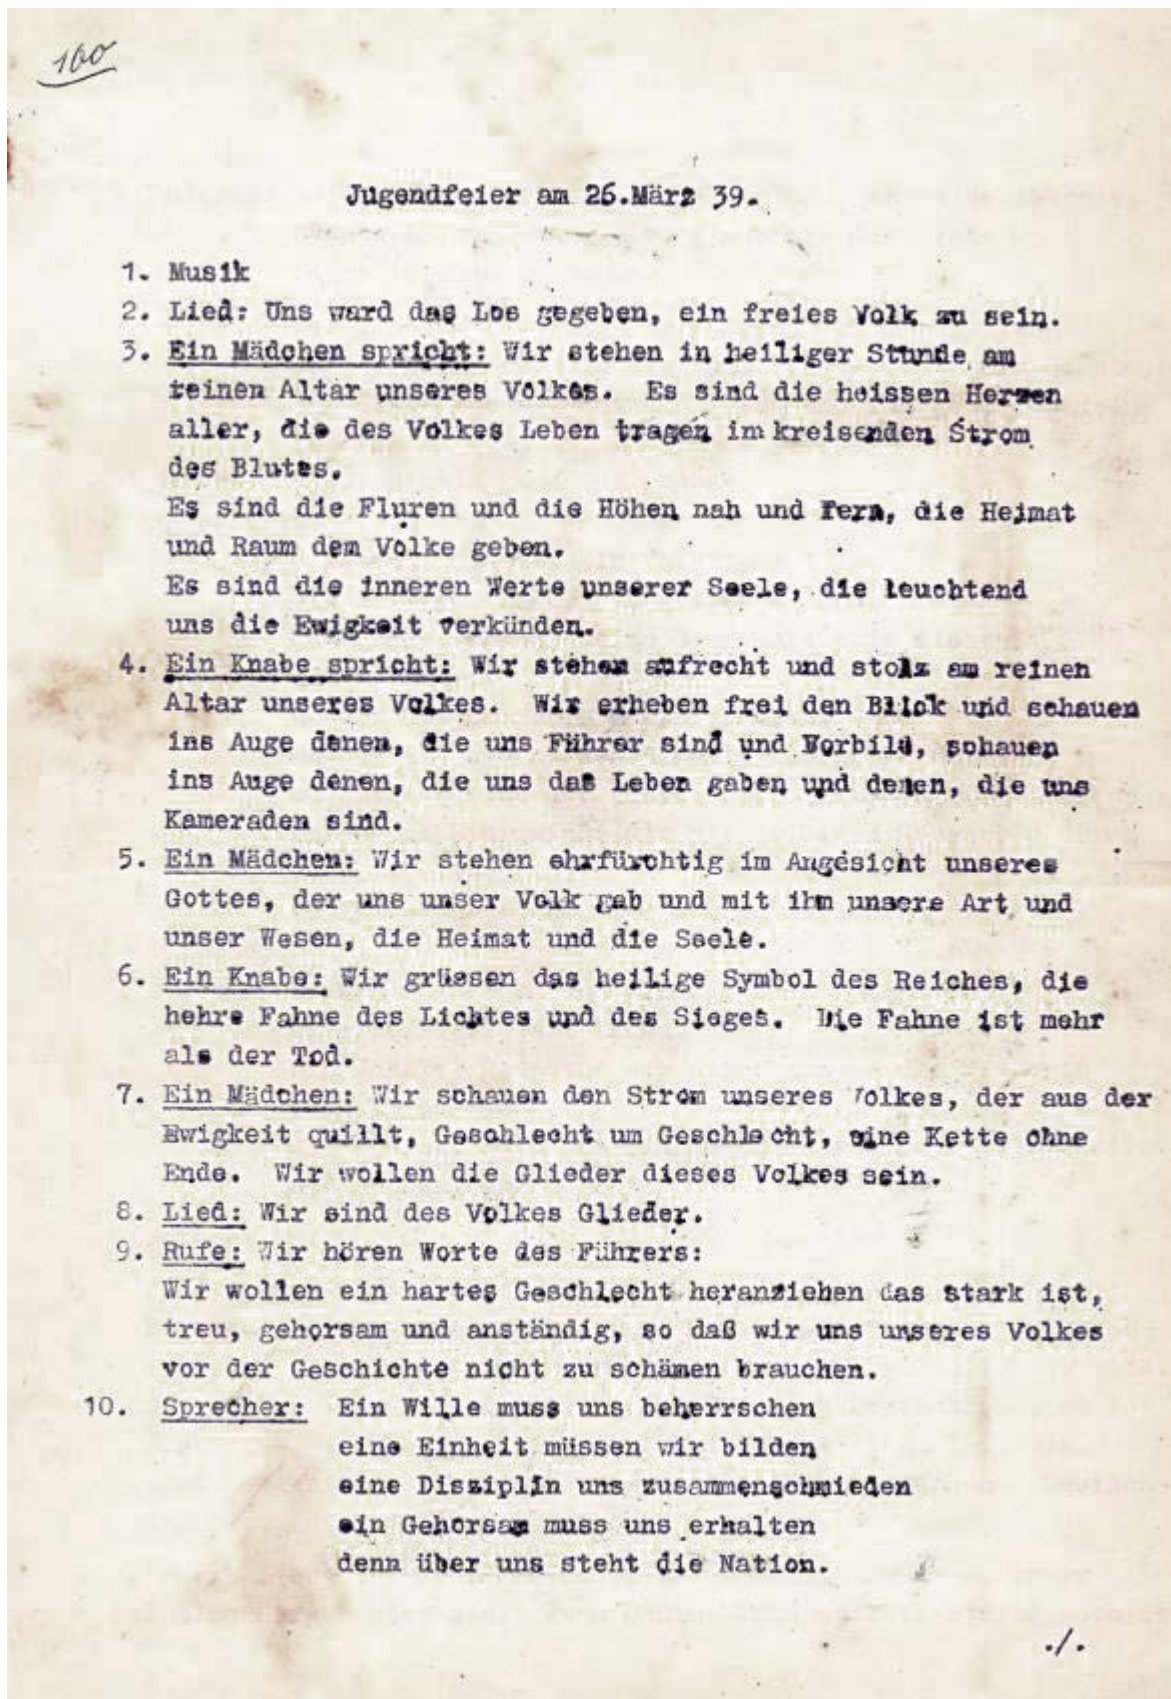 100
Jugendfeier am 26.März 39.
1. Musik
2. Lied: Uns ward das Los gegeben, ein freies Volk zu sein.
3. Ein Mädchen spricht: Wir stehen in heiliger Stunde am
reinen Altar unseres Volkes. Es sind die heissen Herzen
aller, die des Volkes Leben tragen im kreisenden Strom
des Blutes.
Es sind die Fluren und die Höhen nah und fern, die Heimat
und Raum dem Volke geben.
Es sind die inneren Werte unserer Seele, die leuchtend
uns die Ewigkeit verkünden.
4. Ein Knabe spricht: Wir stehen aufrecht und stolz am reinen
Altar unseres Volkes. Wir erheben frei den Blick und schauen
ins Auge denen, die uns Führer sind und Vorbild, schauen
ins Auge denen, die uns das Leben gaben und denen, die uns
Kameraden sind.
5. Ein Mädchen: Wir stehen ehrfürchtig im Angesicht unseres
Gottes, der uns unser Volk gab und mit ihm unsere Art und
unser Wesen, die Heimat und die Seele.
6. Ein Knabe: Wir grüssen das heilige Symbol des Reiches, die
hehre Fahne des Lichtes und des Sieges. Die Fahne ist mehr
als der Tod.
7. Ein Mädchen: Wir schauen den Strom unseres Volkes, der aus der
Ewigkeit quillt, Geschlecht um Geschlecht, eine Kette ohne
Ende. Wir wollen die Glieder dieses Volkes sein.
8. Lied: Wir sind des Volkes Glieder.
9. Rufe: Wir hören Worte des Führers:
Wir wollen ein hartes Geschlecht heranziehen das stark ist,
treu, gehorsam und anständig, so daß wir uns unseres Volkes
vor der Geschichte nicht zu schämen brauchen.
10. Sprecher: Ein Wille muss uns beherrschen
eine Einheit müssen wir bilden
eine Disziplin uns zusammenschmieden
ein Gehorsam muss uns erhalten
denn über uns steht die Nation.
./.